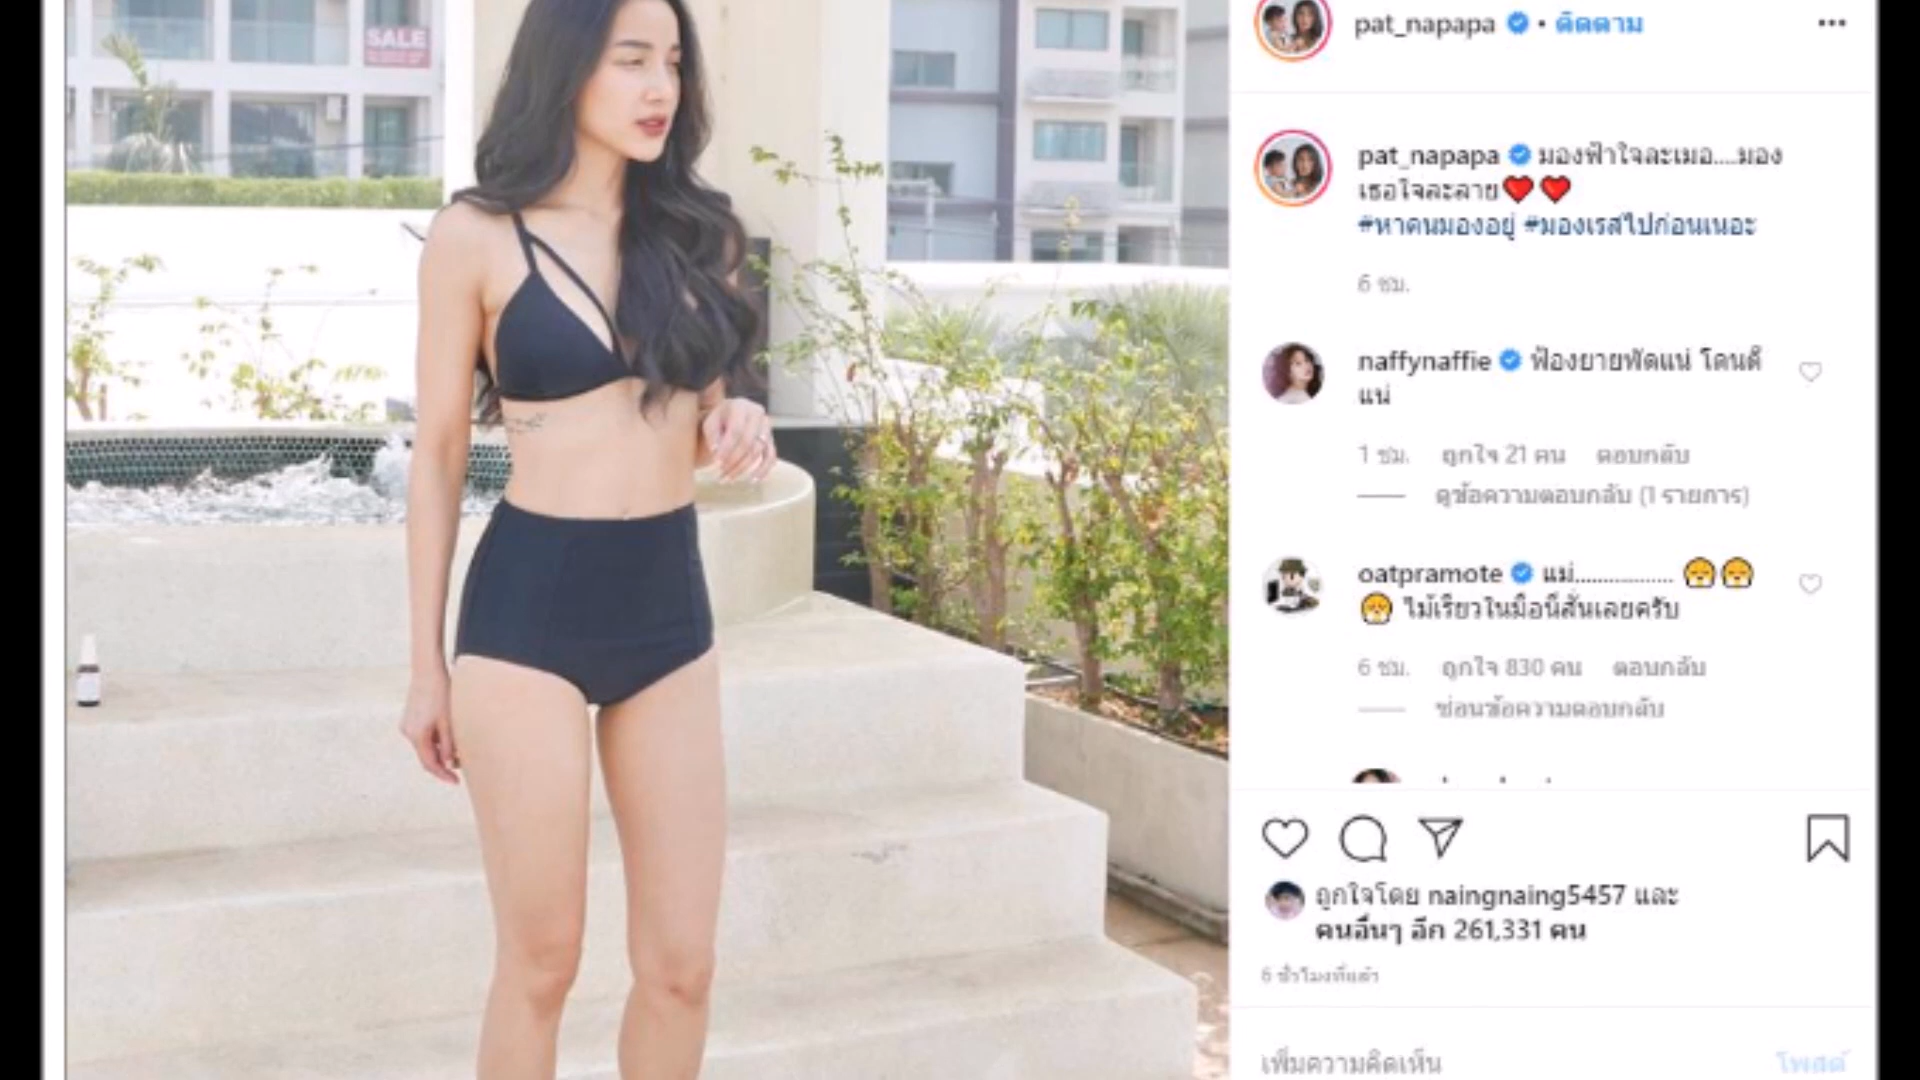 SALE
pat_napapa • ติดตาม
pat_napapa มองฟ้าใจละเมอ....มอง
เธอใจละลาย❤️❤️
#หาคนมองอยู่ #มองเรสไปก่อนเนอะ
6 ชม.
naffynaffie ฟ้องยายพัดแน่ โดนตี
แน่
1 ชม. ถูกใจ 21 คน ตอบกลับ
ดูข้อความตอบกลับ (1 รายการ)
oatpramote แม่.................
ไม้เรียวในมือนี่สั่นเลยครับ
6 ชม. ถูกใจ 830 คน ตอบกลับ
ซ่อนข้อความตอบกลับ
ถูกใจโดย naingnaing5457 และ
คนอื่นๆ อีก 261,331 คน
6 ชั่วโมงที่แล้ว
เพิ่มความคิดเห็น
โพสต์